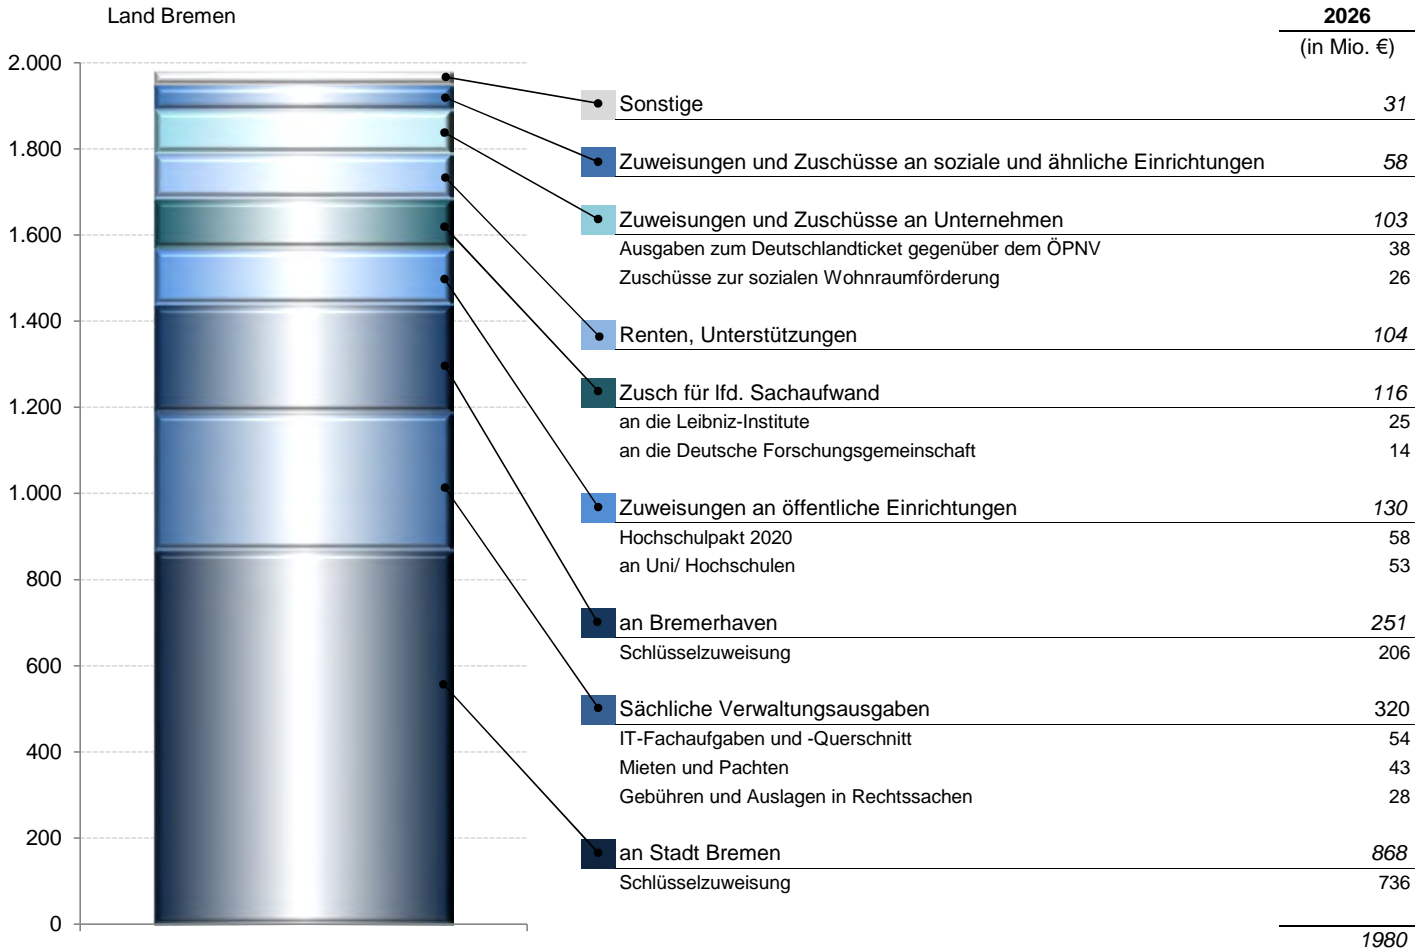 Land Bremen
2026
(in Mio. €)
2.000
1.800
1.600
1.400
1.200
1.000
800
600
400
200
0
Sonstige 31
Zuweisungen und Zuschüsse an soziale und ähnliche Einrichtungen 58
Zuweisungen und Zuschüsse an Unternehmen 103
Ausgaben zum Deutschlandticket gegenüber dem ÖPNV 38
Zuschüsse zur sozialen Wohnraumförderung 26
Renten, Unterstützungen 104
Zusch für lfd. Sachaufwand 116
an die Leibniz-Institute 25
an die Deutsche Forschungsgemeinschaft 14
Zuweisungen an öffentliche Einrichtungen 130
Hochschulpakt 2020 58
an Uni/ Hochschulen 53
an Bremerhaven 251
Schlüsselzuweisung 206
Sächliche Verwaltungsausgaben 320
IT-Fachaufgaben und -Querschnitt 54
Mieten und Pachten 43
Gebühren und Auslagen in Rechtssachen 28
an Stadt Bremen 868
Schlüsselzuweisung 736
1980